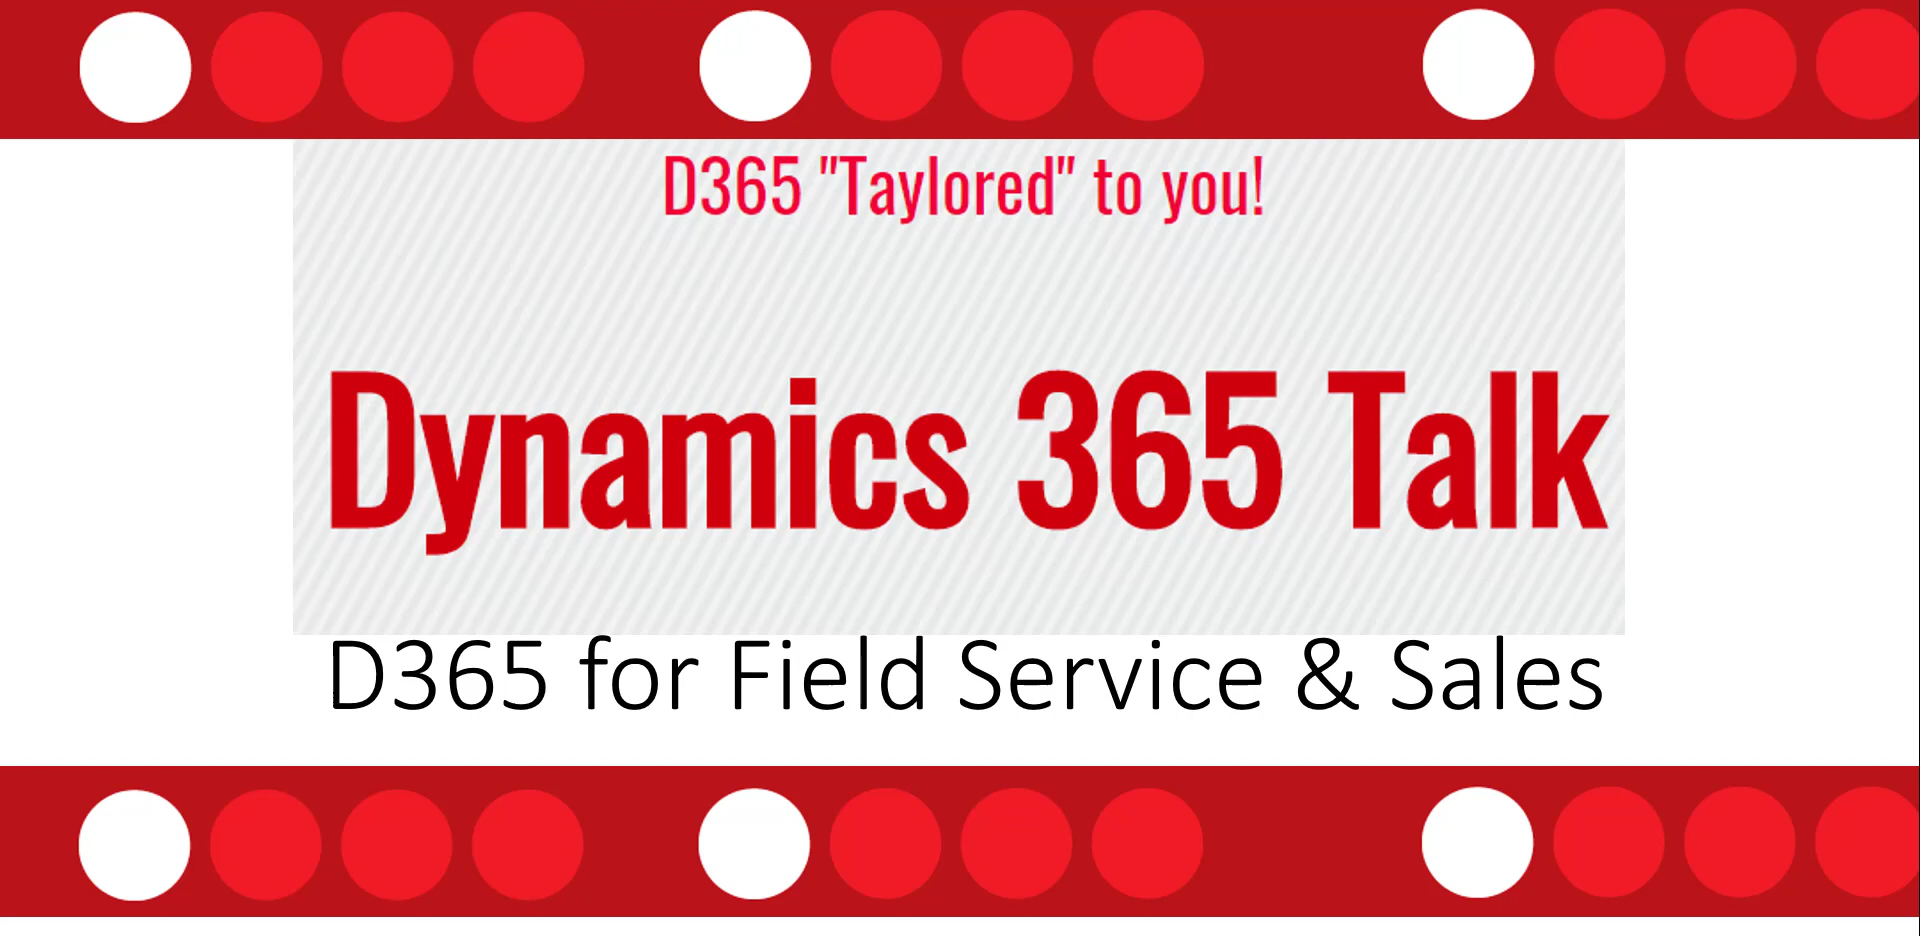 D365 "Taylored" to you!
Dynamics 365 Talk
D365 for Field Service & Sales